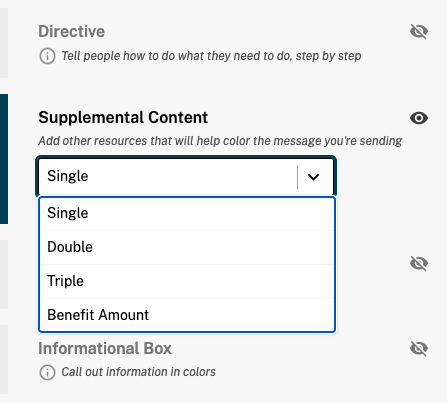 Directive
Tell people how to do what they need to do, step by step
Supplemental Content
Add other resources that will help color the message you're sending
Single
Single
Double
Triple
Benefit Amount
Informational Box
Call out information in colors